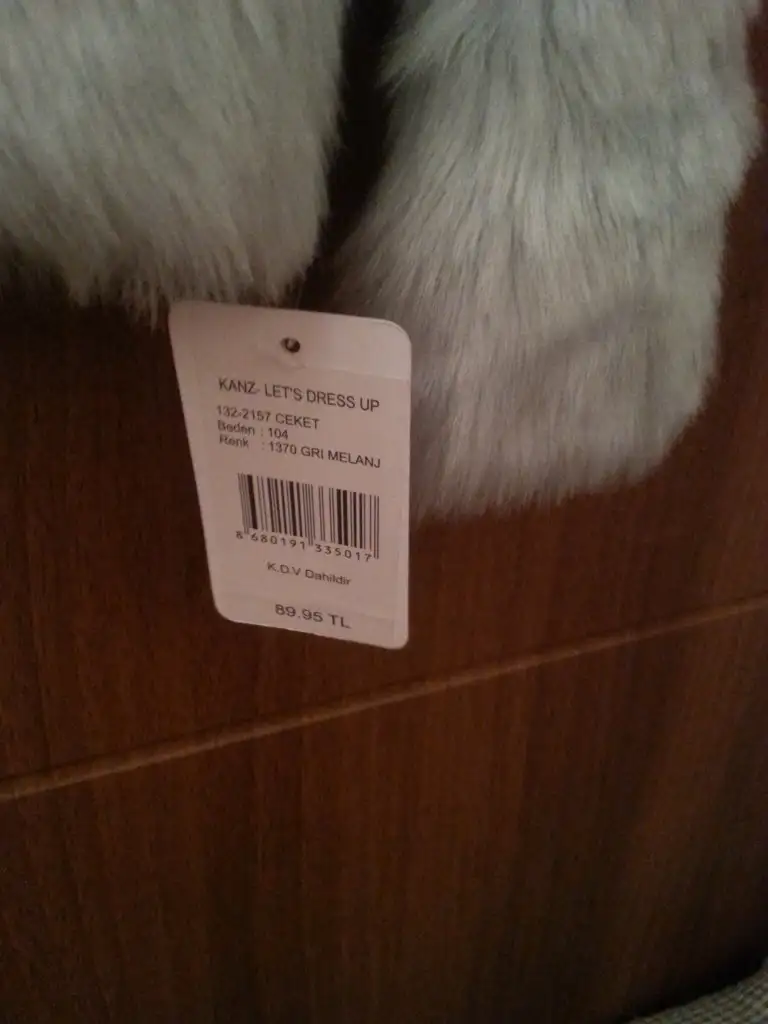 KANZ- LET'S DRESS UP
132-2157 CEKET
Beden : 104
Renk : 1370 GRI MELANJ
8 680191 335017
K.D.V Dahildir
89.95 TL